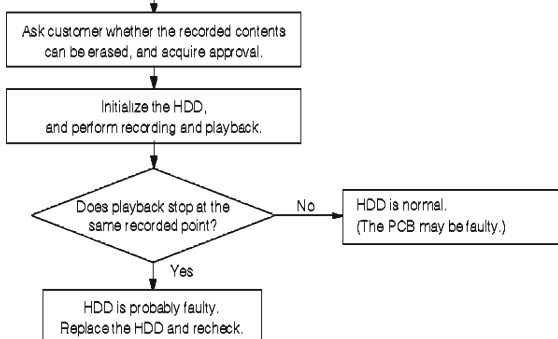 Ask customer whether the recorded contents
can be erased, and acquire approval.
Initialize the HDD,
and perform recording and playback.
Does playback stop at the
same recorded point?
No
HDD is normal.
(The PCB may be faulty.)
Yes
HDD is probably faulty.
Replace the HDD and recheck.